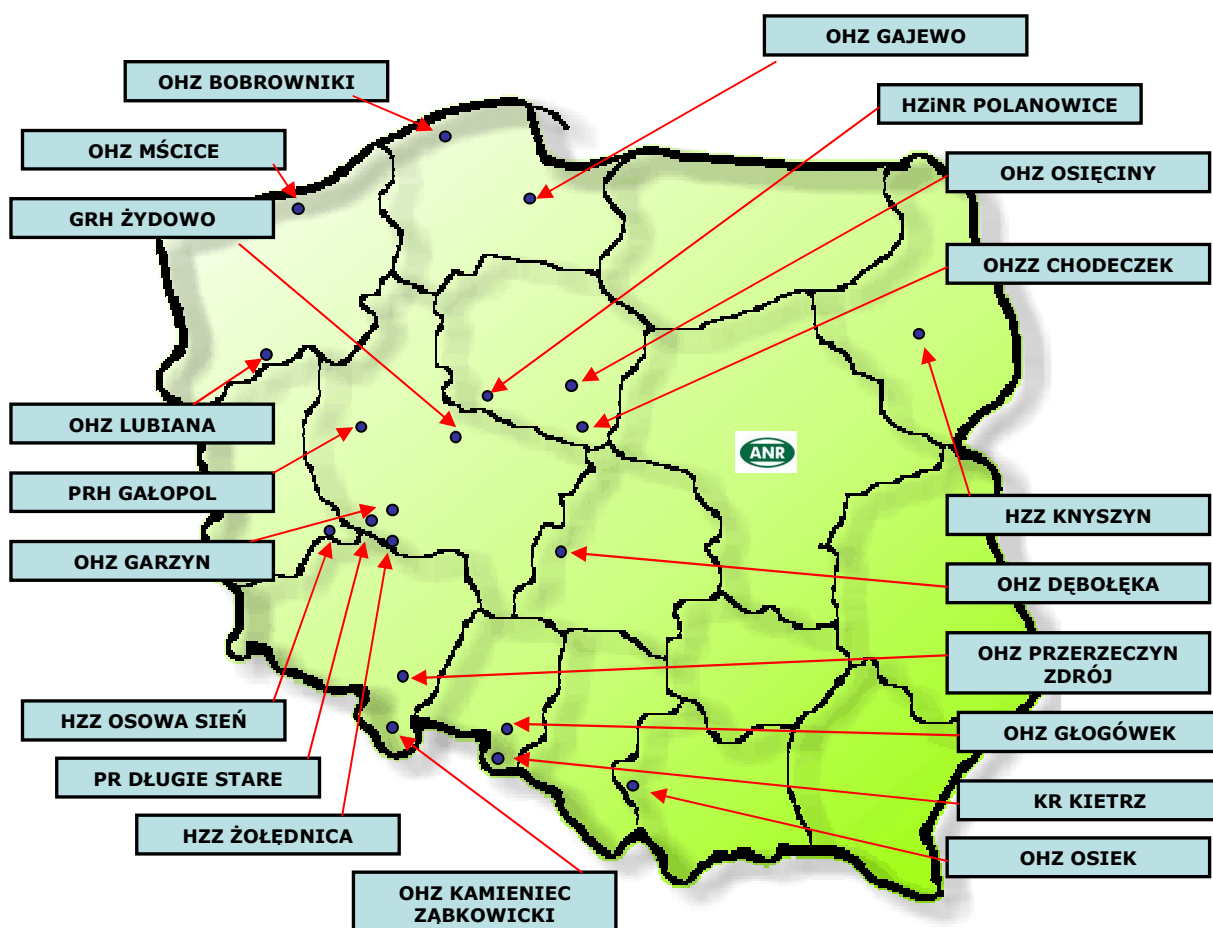 OHZ GAJEWO
OHZ BOBROWNIKI
HZiNR POLANOWICE
OHZ MŚCICE
OHZ OSIĘCINY
GRH ŻYDOWO
OHZZ CHODECZEK
OHZ LUBIANA
ANR
PRH GAŁOPOL
HZZ KNYSZYN
OHZ GARZYN
OHZ DĘBOŁĘKA
OHZ PRZERZECZYN
ZDRÓJ
HZZ OSOWA SIEŃ
OHZ GŁOGÓWEK
PR DŁUGIE STARE
KR KIETRZ
HZZ ŻOŁĘDNICA
OHZ OSIEK
OHZ KAMIENIEC
ZĄBKOWICKI